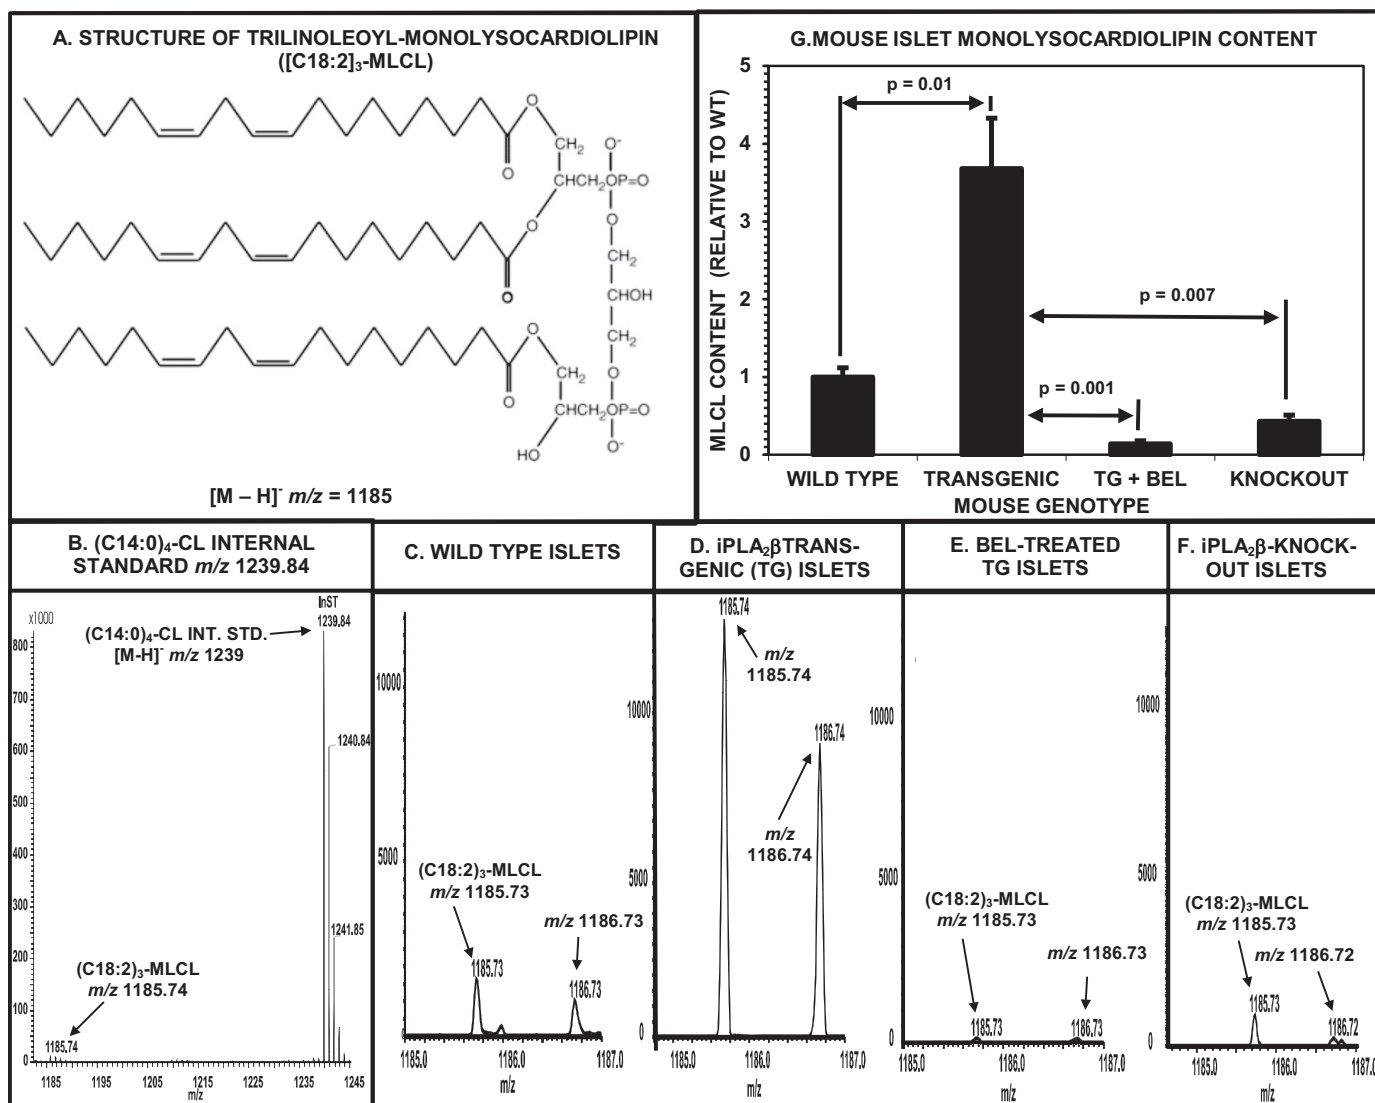 A. STRUCTURE OF TRILINOLEOYL-MONOLYSOCARDIOLIPIN
([C18:2]₃-MLCL)
O
CH₂
O⁻
O
CHCH₂OP=O
O
O
CH₂
O
CHOH
O
CH₂
CH₂
O
O
CHCH₂OP=O
HO
O⁻
[M – H]⁻ m/z = 1185
G.MOUSE ISLET MONOLYSOCARDIOLIPIN CONTENT
MLCL CONTENT (RELATIVE TO WT)
5
4
3
2
1
0
p = 0.01
p = 0.007
p = 0.001
WILD TYPE
TRANSGENIC
TG + BEL
KNOCKOUT
MOUSE GENOTYPE
B. (C14:0)₄-CL INTERNAL
STANDARD m/z 1239.84
x1000
InST
1239.84
(C14:0)₄-CL INT. STD.
[M-H]⁻ m/z 1239
800
700
600
500
400
300
200
100
0
1240.84
1241.85
(C18:2)₃-MLCL
m/z 1185.74
1185.74
1185
1195
1205
1215
1225
1235
1245
m/z
C. WILD TYPE ISLETS
10000
5000
0
(C18:2)₃-MLCL
m/z 1185.73
m/z 1186.73
1185.73
1186.73
1185.0
1186.0
1187.0
m/z
D. iPLA₂βTRANS-
GENIC (TG) ISLETS
10000
5000
0
1185.74
m/z
1185.74
1186.74
m/z
1186.74
1185.0
1186.0
1187.0
m/z
E. BEL-TREATED
TG ISLETS
10000
5000
0
(C18:2)₃-MLCL
m/z 1185.73
m/z 1186.73
1185.73
1186.73
1185.0
1186.0
1187.0
m/z
F. iPLA₂β-KNOCK-
OUT ISLETS
10000
5000
0
(C18:2)₃-MLCL
m/z 1185.73
m/z 1186.72
1185.73
1186.72
1185.0
1186.0
1187.0
m/z